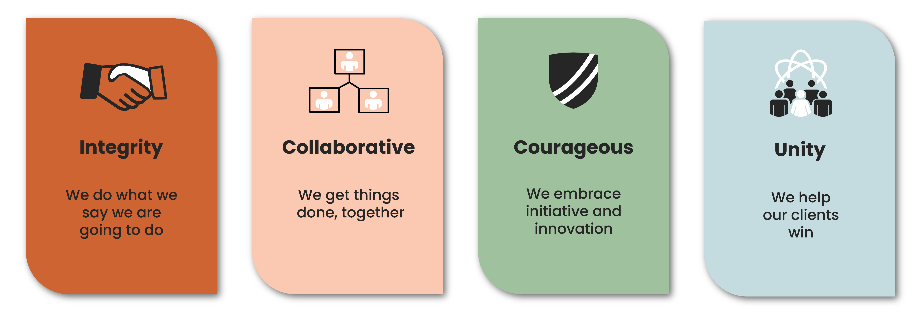 Integrity
We do what we
say we are
going to do
Collaborative
We get things
done, together
Courageous
We embrace
initiative and
innovation
Unity
We help
our clients
win